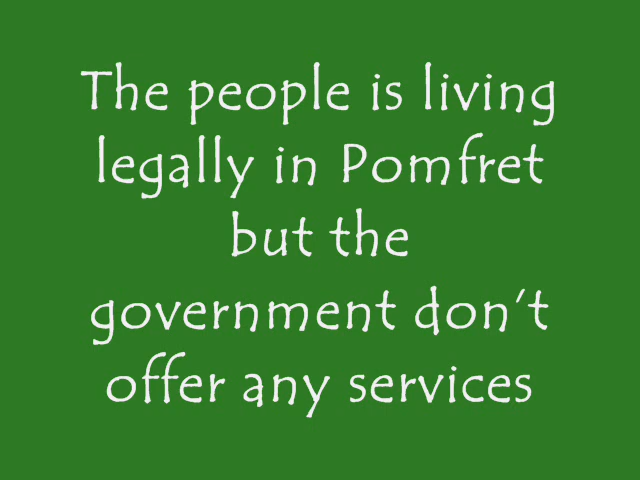 The people is living
legally in Pomfret
but the
government don't
offer any services